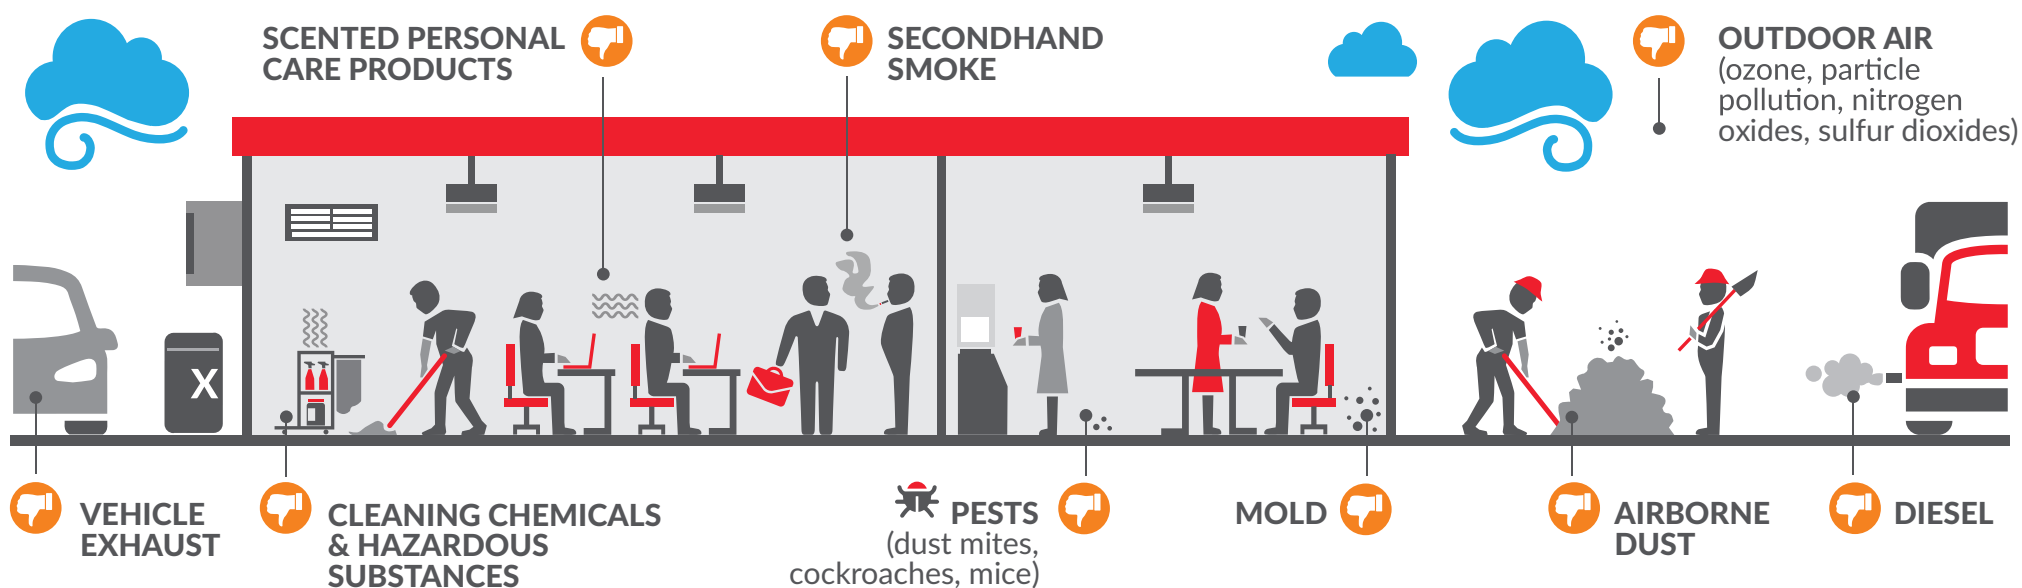 SCENTED PERSONAL
CARE PRODUCTS
SECONDHAND
SMOKE
OUTDOOR AIR
(ozone, particle
pollution, nitrogen
oxides, sulfur dioxides)
X
VEHICLE
EXHAUST
CLEANING CHEMICALS
& HAZARDOUS
SUBSTANCES
PESTS
(dust mites,
cockroaches, mice)
MOLD
AIRBORNE
DUST
DIESEL